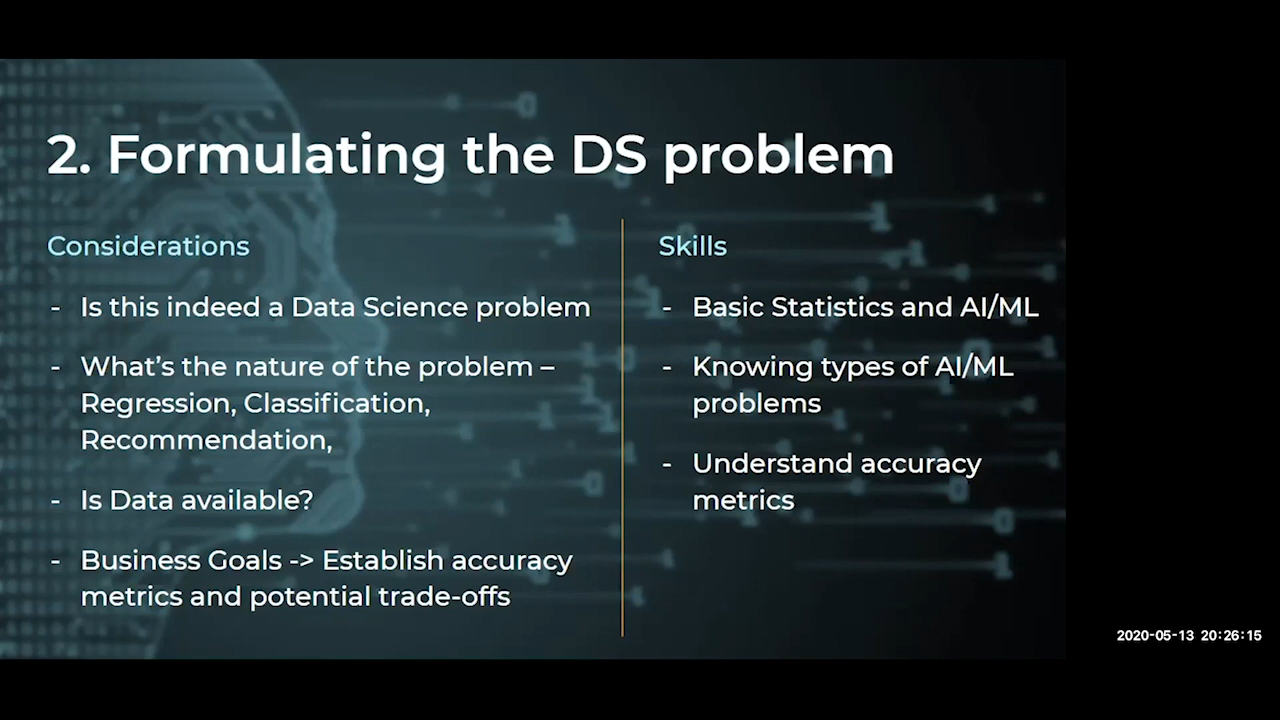 2. Formulating the DS problem
Considerations
- Is this indeed a Data Science problem
- What's the nature of the problem –
Regression, Classification,
Recommendation,
- Is Data available?
- Business Goals -> Establish accuracy
metrics and potential trade-offs
Skills
- Basic Statistics and AI/ML
- Knowing types of AI/ML
problems
- Understand accuracy
metrics
2020-05-13 20:26:15